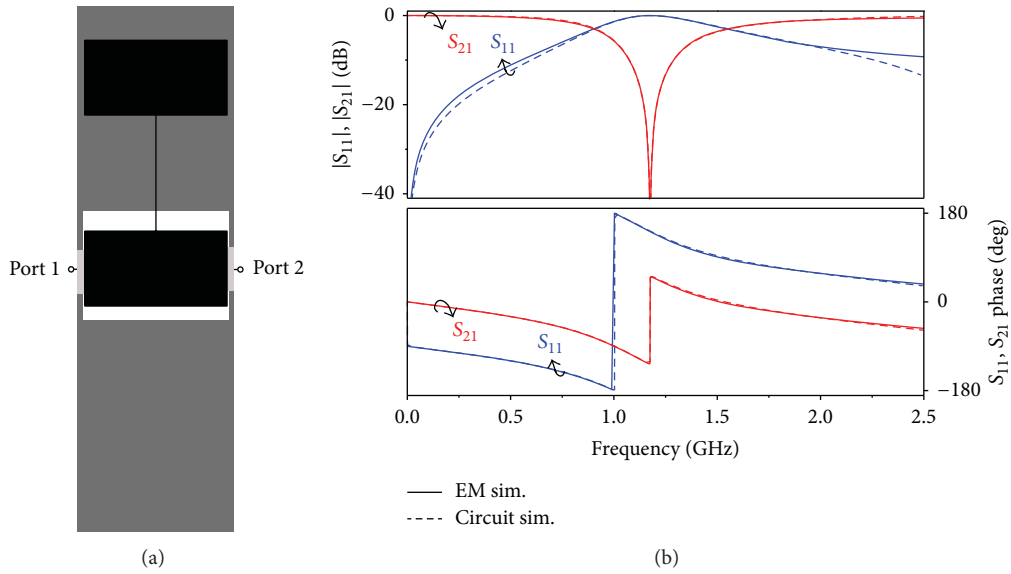 Port 1
Port 2
(a)
|S11|, |S21| (dB)
0
−20
−40
S21
S11
180
0
−180
S11, S21 phase (deg)
S21
S11
0.0
0.5
1.0
1.5
2.0
2.5
Frequency (GHz)
EM sim.
Circuit sim.
(b)